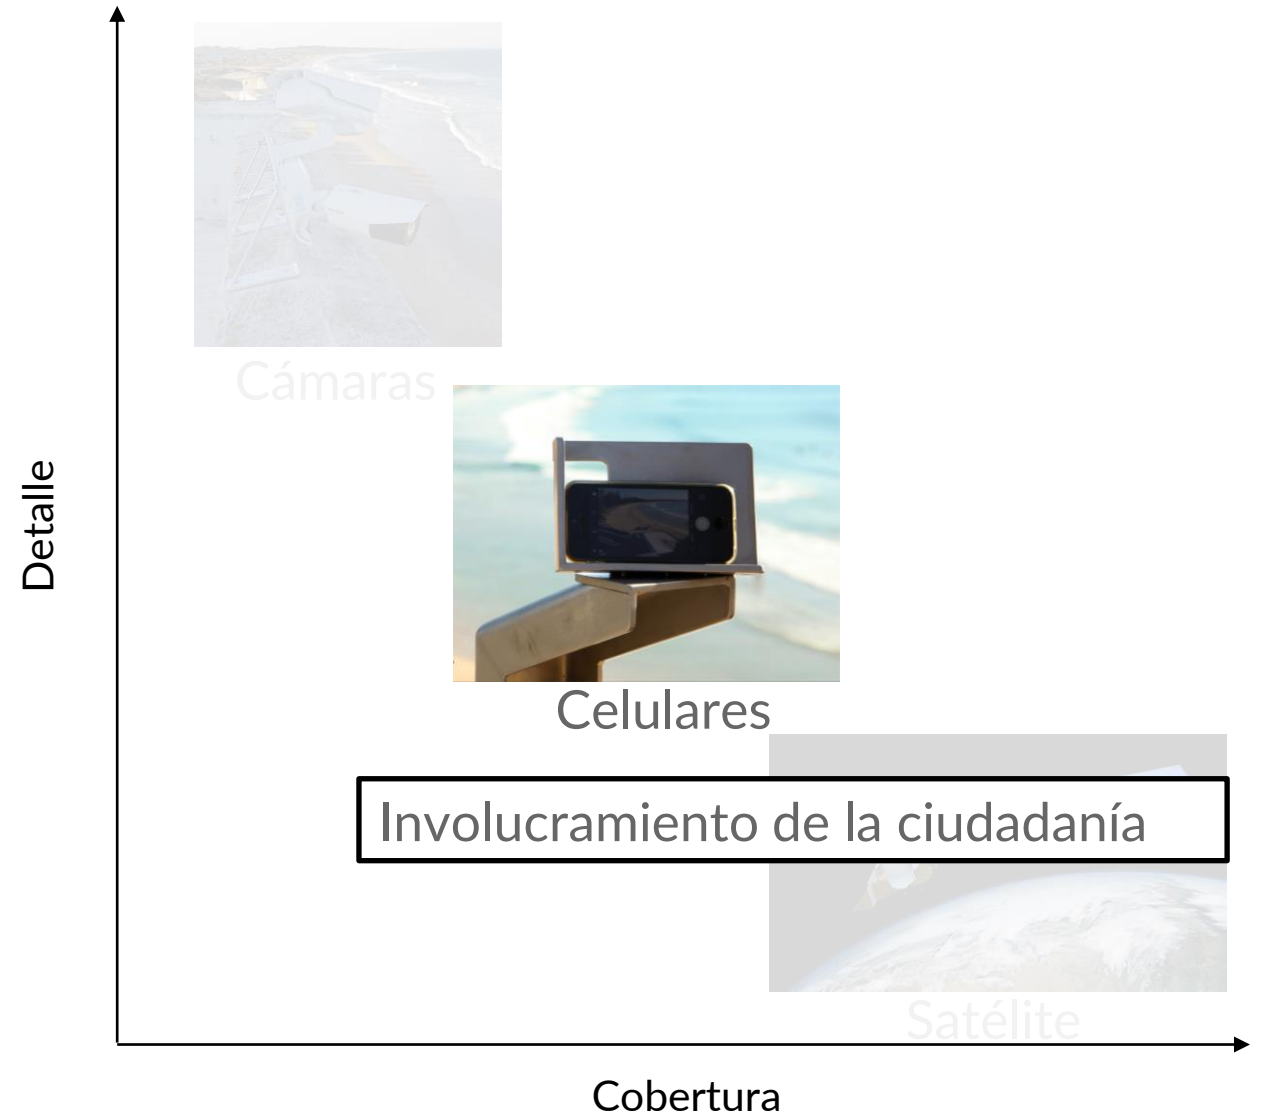 Cámaras
Detalle
Celulares
Involucramiento de la ciudadanía
Satélite
Cobertura